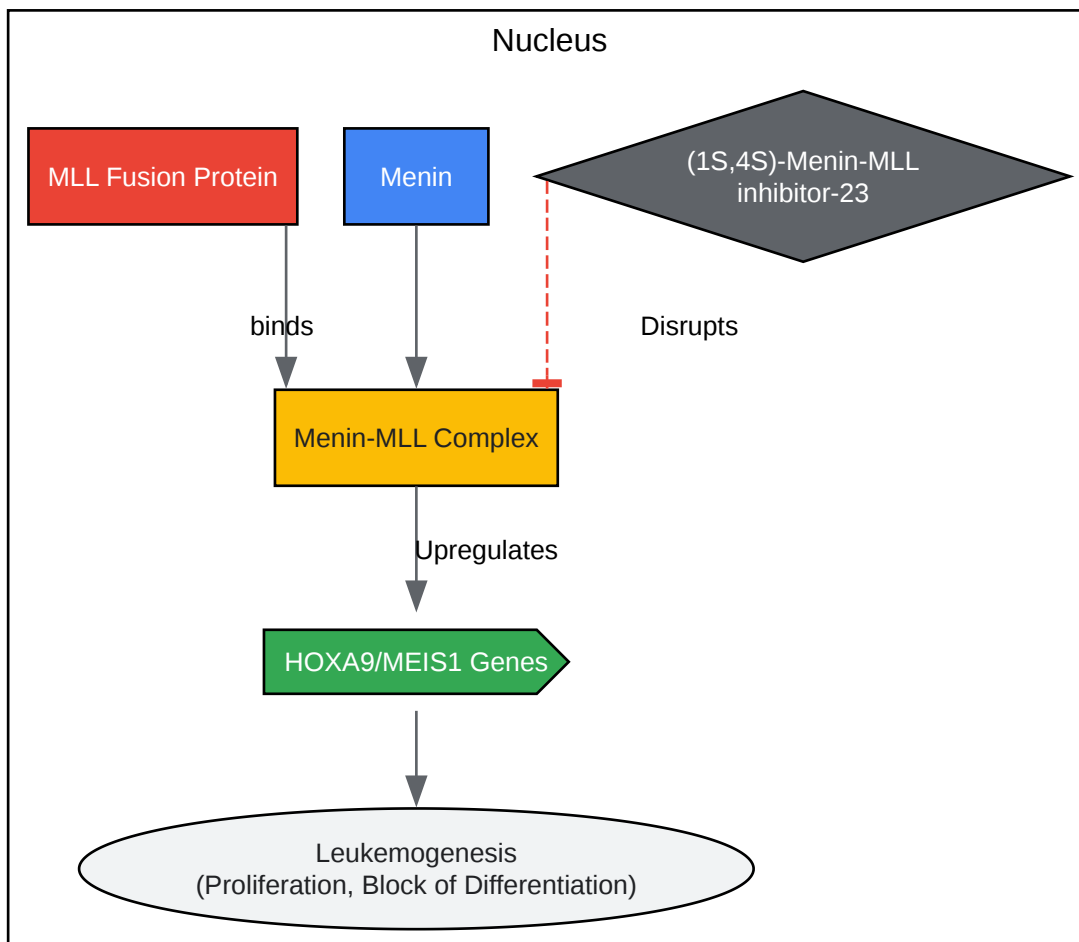 Nucleus
MLL Fusion Protein
Menin
(1S,4S)-Menin-MLL
inhibitor-23
binds
Disrupts
Menin-MLL Complex
Upregulates
HOXA9/MEIS1 Genes
Leukemogenesis
(Proliferation, Block of Differentiation)